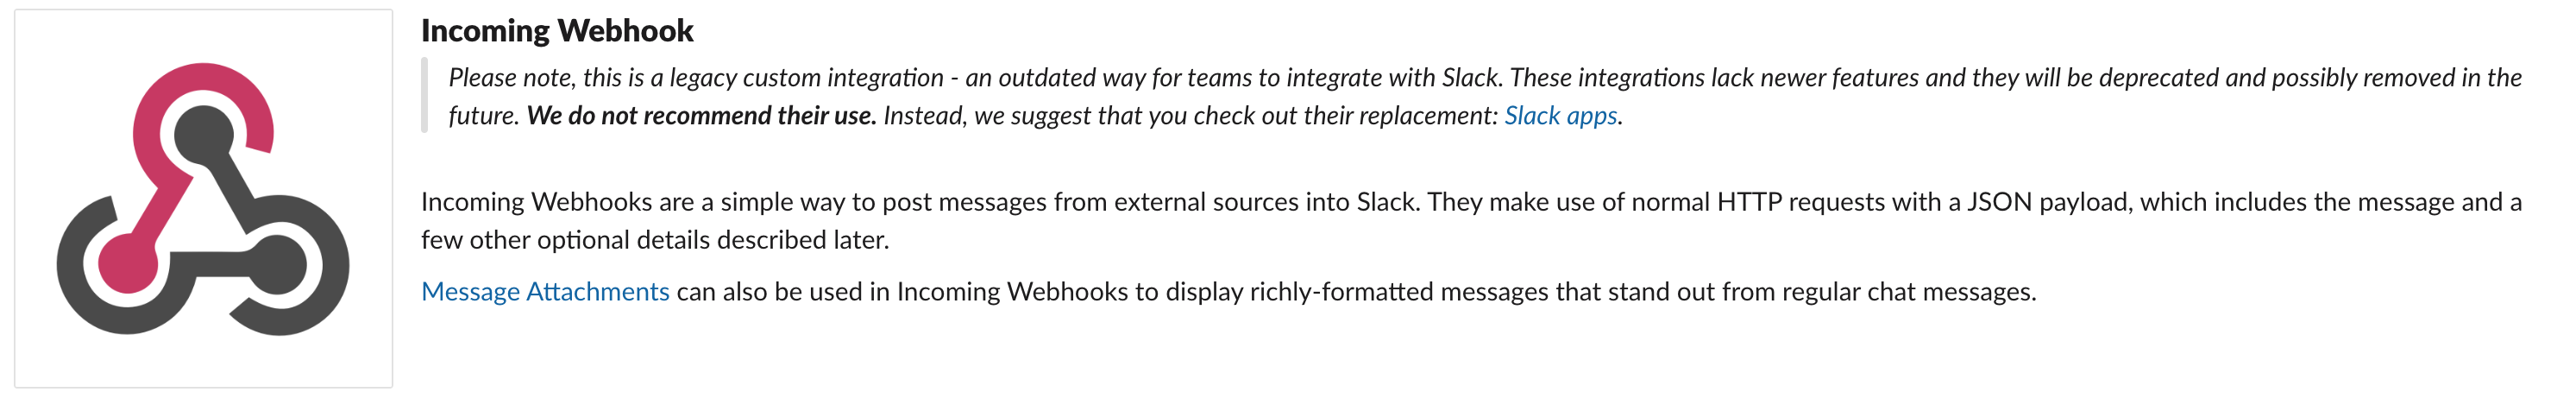 Incoming Webhook
Please note, this is a legacy custom integration - an outdated way for teams to integrate with Slack. These integrations lack newer features and they will be deprecated and possibly removed in the
future. We do not recommend their use. Instead, we suggest that you check out their replacement: Slack apps.
Incoming Webhooks are a simple way to post messages from external sources into Slack. They make use of normal HTTP requests with a JSON payload, which includes the message and a
few other optional details described later.
Message Attachments can also be used in Incoming Webhooks to display richly-formatted messages that stand out from regular chat messages.